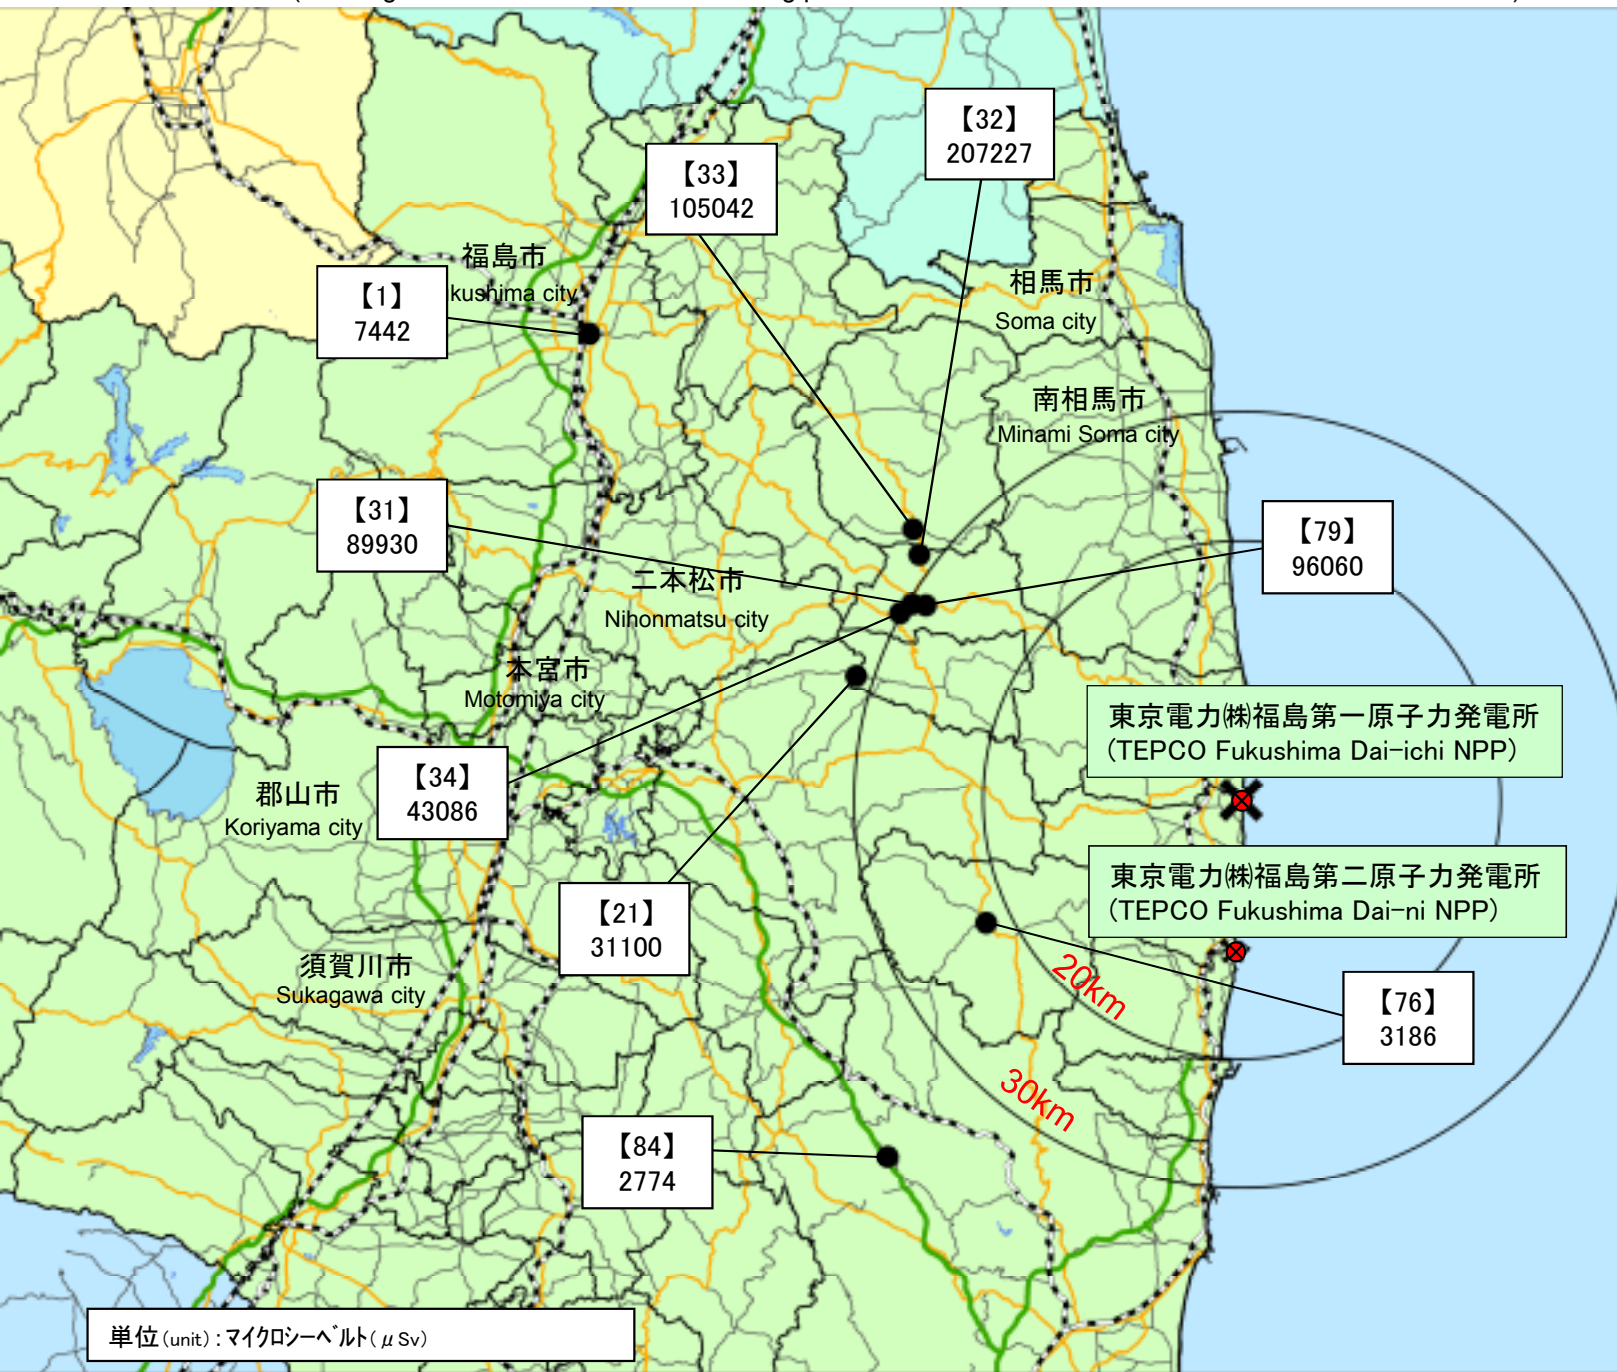 【32】
207227
【33】
105042
福島市
kushima city
【1】
7442
相馬市
Soma city
南相馬市
Minami Soma city
【31】
89930
【79】
96060
二本松市
Nihonmatsu city
本宮市
Motomiya city
東京電力㈱福島第一原子力発電所
(TEPCO Fukushima Dai-ichi NPP)
【34】
43086
郡山市
Koriyama city
東京電力㈱福島第二原子力発電所
(TEPCO Fukushima Dai-ni NPP)
【21】
31100
須賀川市
Sukagawa city
20km
【76】
3186
30km
【84】
2774
単位(unit):マイクロシーベルト(μSv)